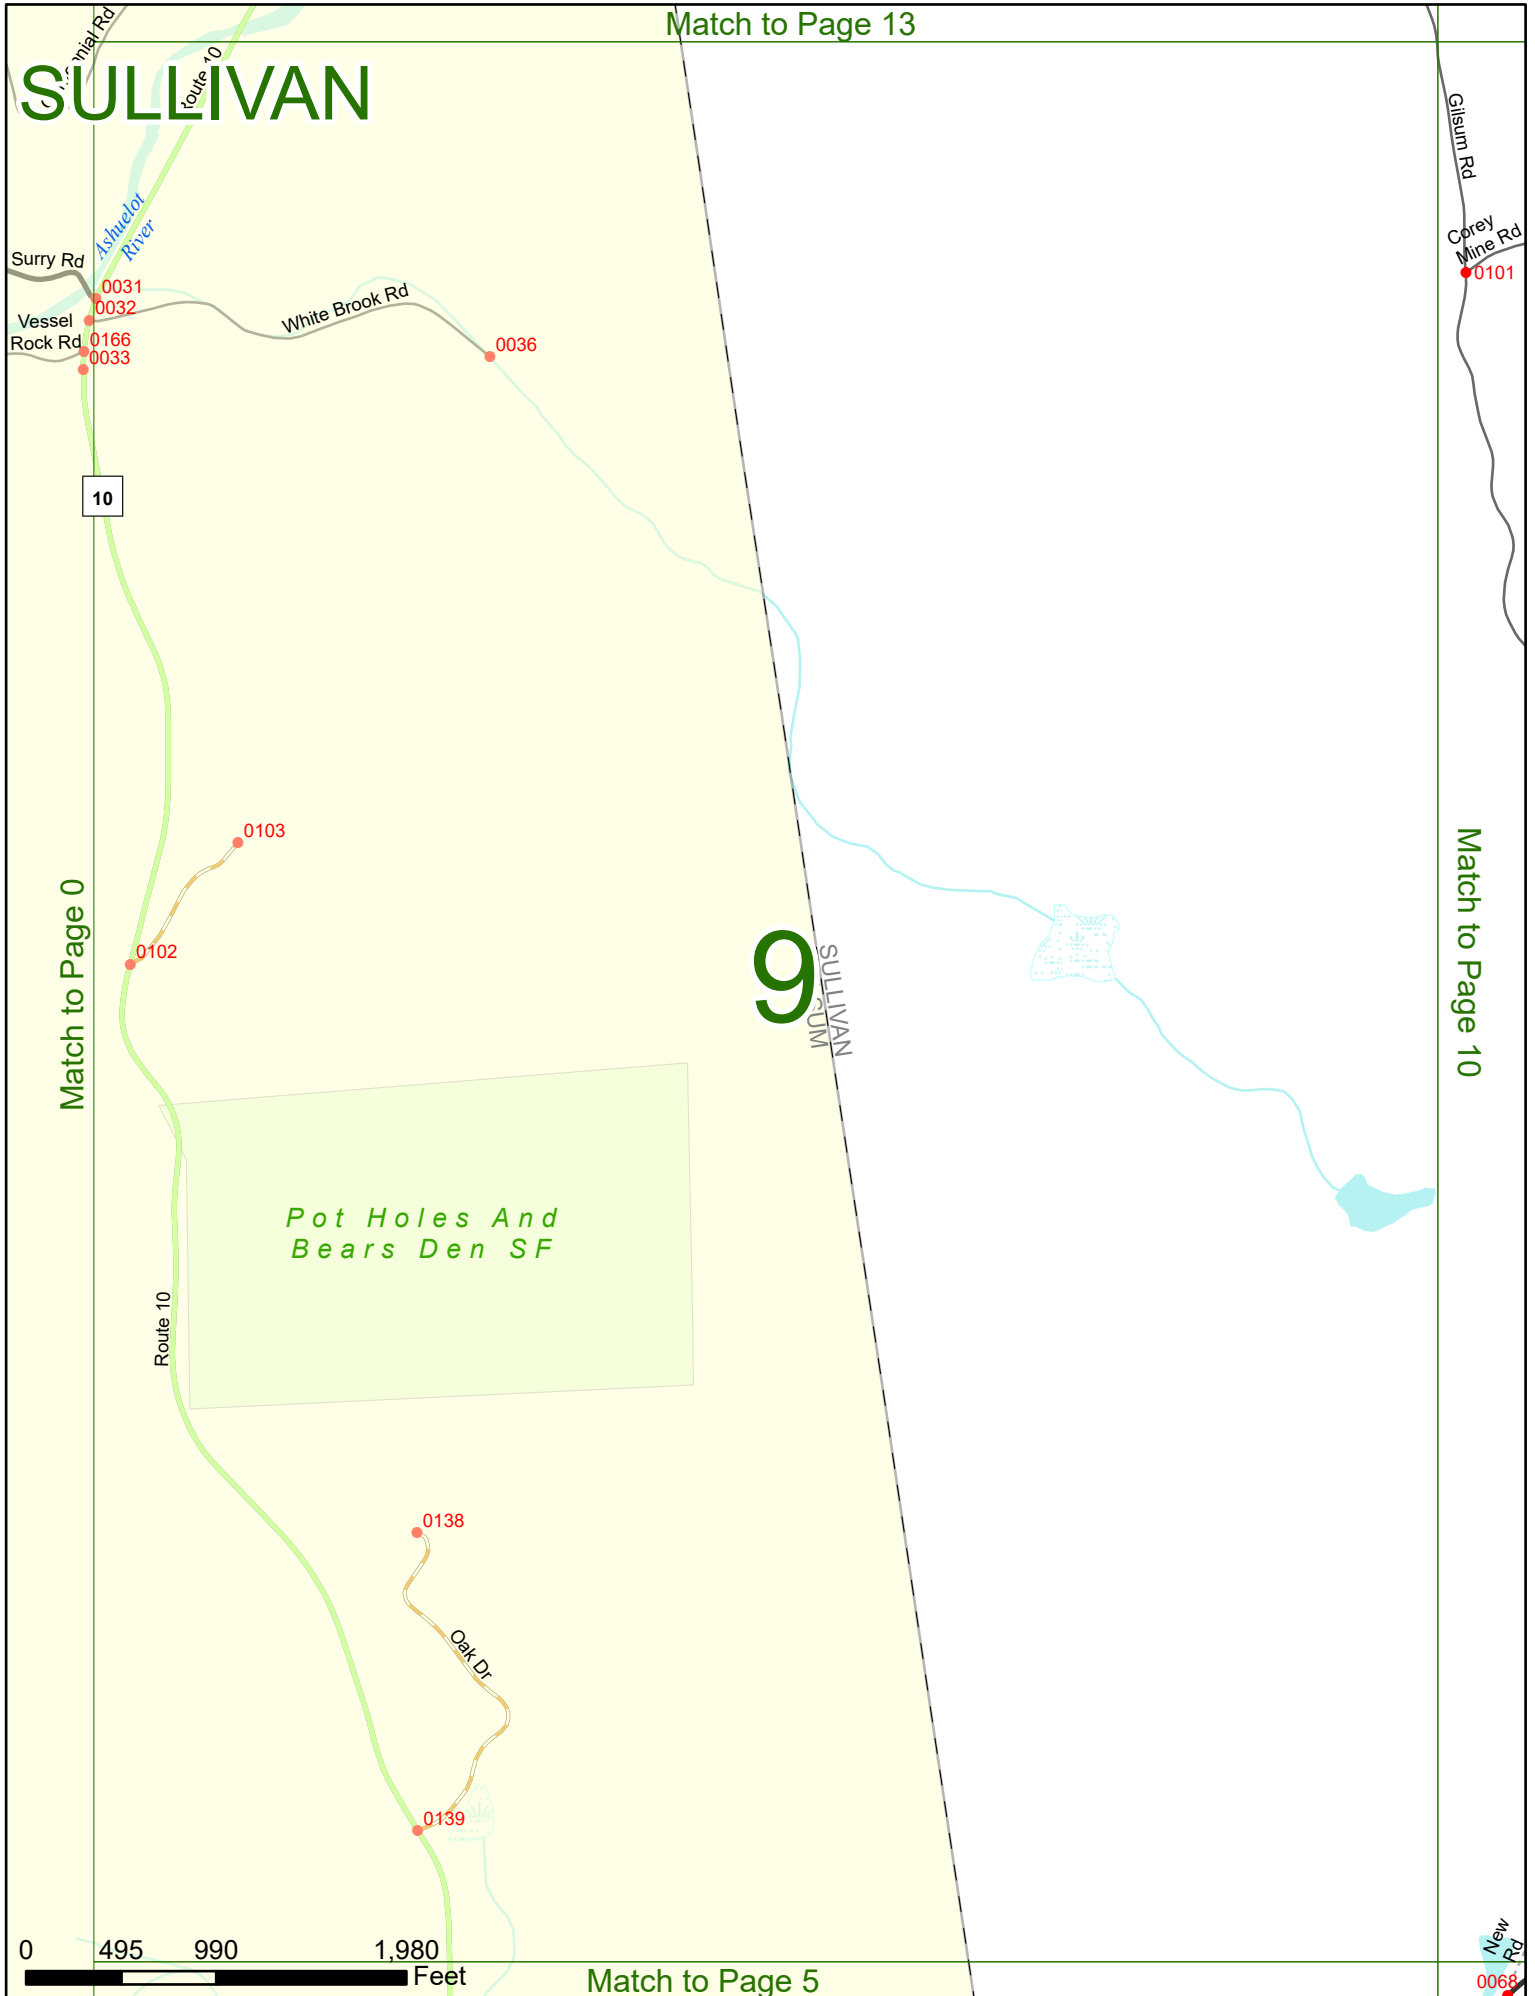 Match to Page 13
SULLIVAN
Route 10
Gilsum Rd
Ashuelot
River
Corey
Mine Rd
0101
Surry Rd
0031
0032
Vessel
Rock Rd
0166
0033
White Brook Rd
0036
10
0103
0102
Match to Page 0
Match to Page 10
9
SULLIVAN
Pot Holes And
Bears Den SF
Route 10
0138
Oak Dr
0139
0 495 990 1,980
Feet
Match to Page 5
New
Rd
0068